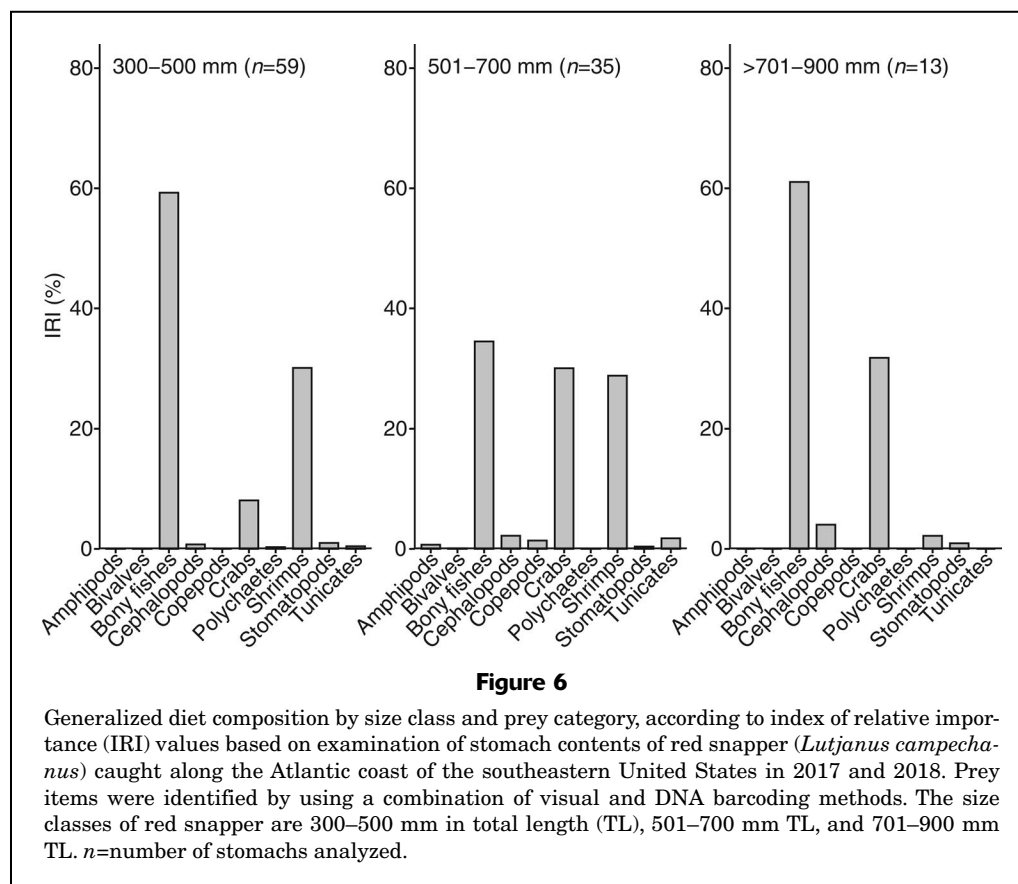 300–500 mm (n=59)
501–700 mm (n=35)
>701–900 mm (n=13)
IRI (%)
80
60
40
20
0
80
60
40
20
0
80
60
40
20
0
Amphipods
Bivalves
Bony fishes
Cephalopods
Copepods
Crabs
Polychaetes
Shrimps
Stomatopods
Tunicates
Amphipods
Bivalves
Bony fishes
Cephalopods
Copepods
Crabs
Polychaetes
Shrimps
Stomatopods
Tunicates
Amphipods
Bivalves
Bony fishes
Cephalopods
Copepods
Crabs
Polychaetes
Shrimps
Stomatopods
Tunicates
Figure 6
Generalized diet composition by size class and prey category, according to index of relative impor-
tance (IRI) values based on examination of stomach contents of red snapper (Lutjanus campecha-
nus) caught along the Atlantic coast of the southeastern United States in 2017 and 2018. Prey
items were identified by using a combination of visual and DNA barcoding methods. The size
classes of red snapper are 300–500 mm in total length (TL), 501–700 mm TL, and 701–900 mm
TL. n=number of stomachs analyzed.